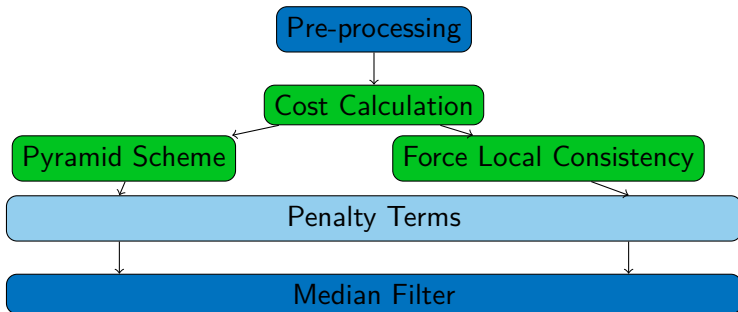 Pre-processing
Cost Calculation
Pyramid Scheme
Force Local Consistency
Penalty Terms
Median Filter